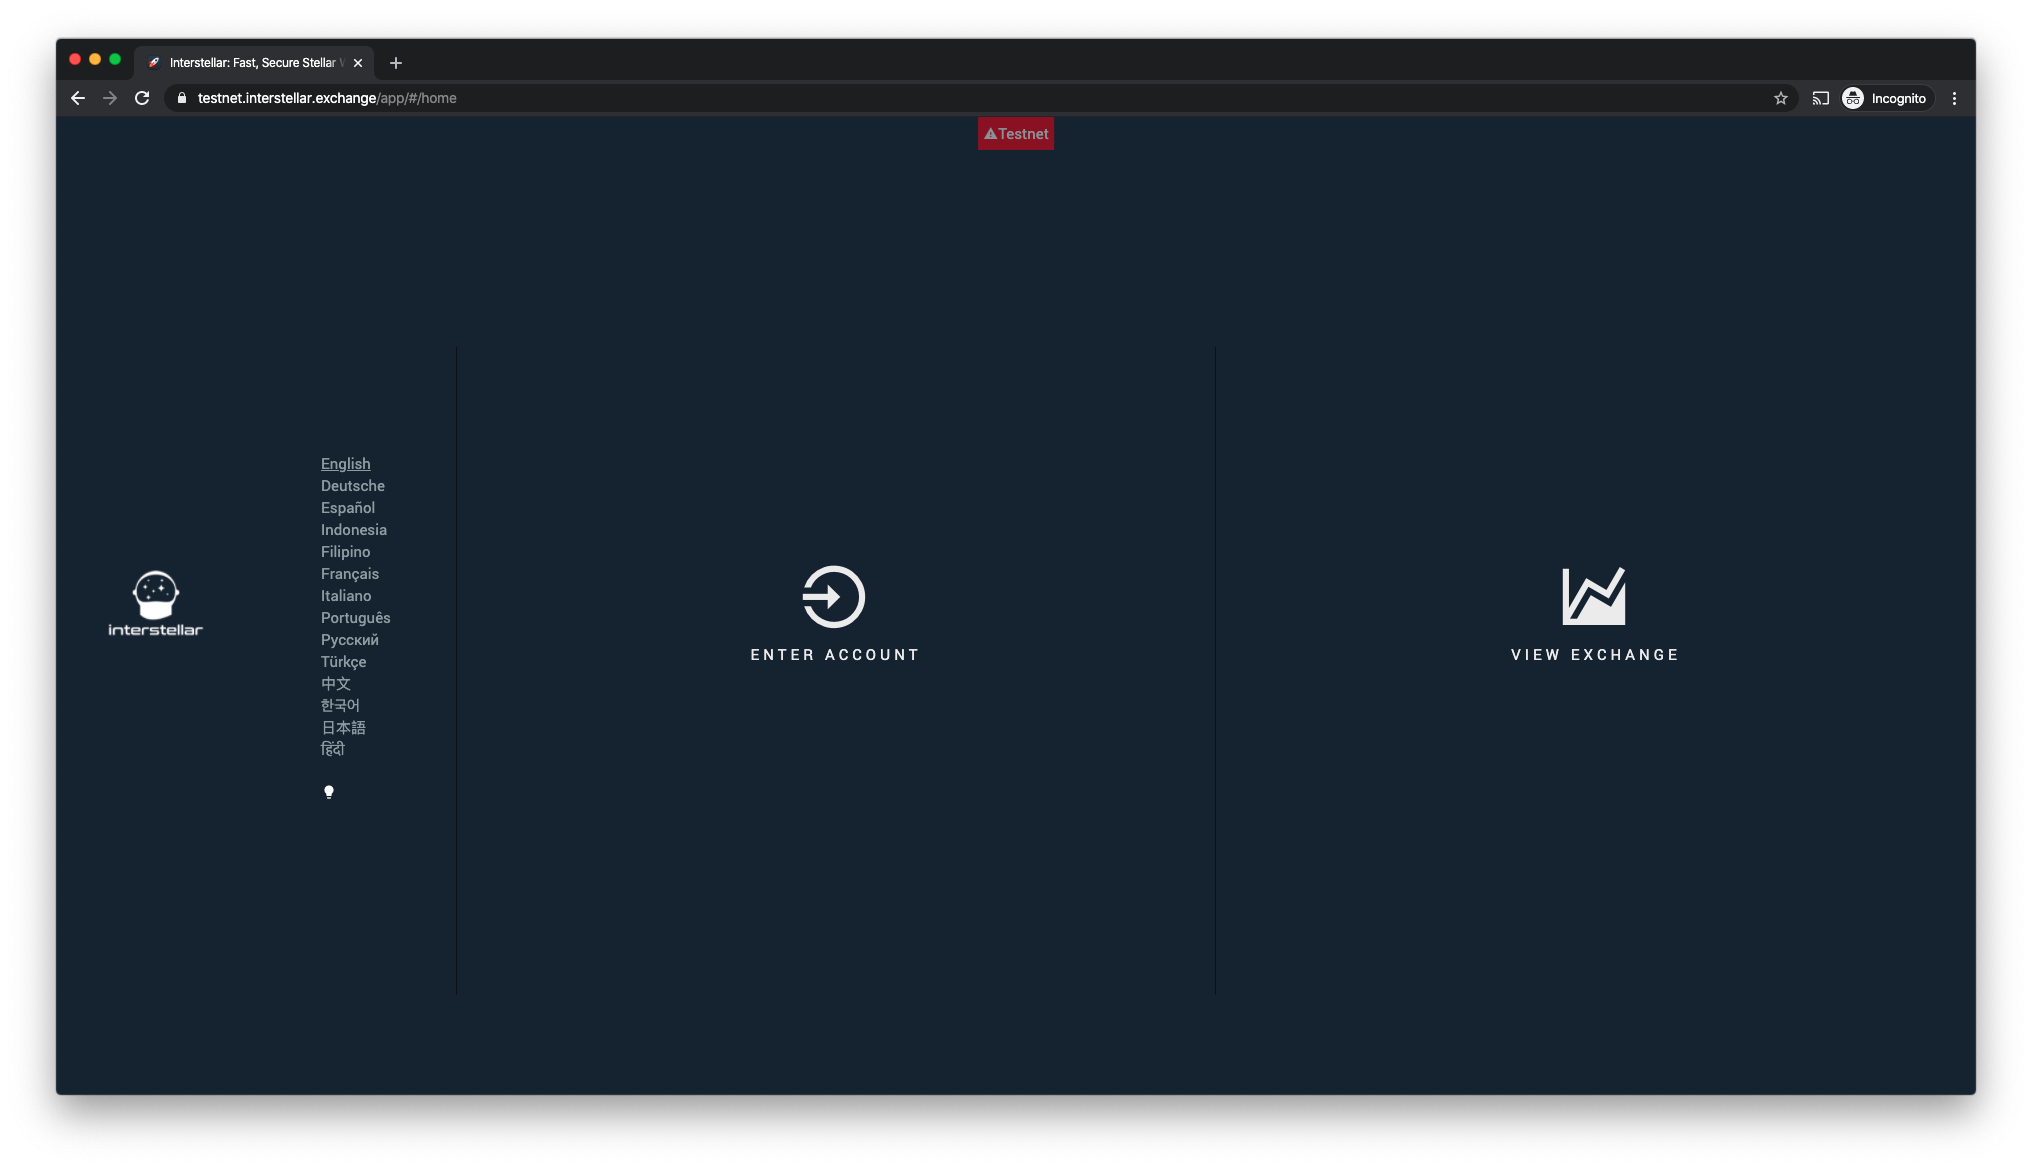 Interstellar: Fast, Secure Stellar
testnet.interstellar.exchange/app/#/home
Incognito
Testnet
English
Deutsche
Español
Indonesia
Filipino
Français
Italiano
Português
Русский
Türkçe
中文
한국어
日本語
हिंदी
interstellar
ENTER ACCOUNT
VIEW EXCHANGE